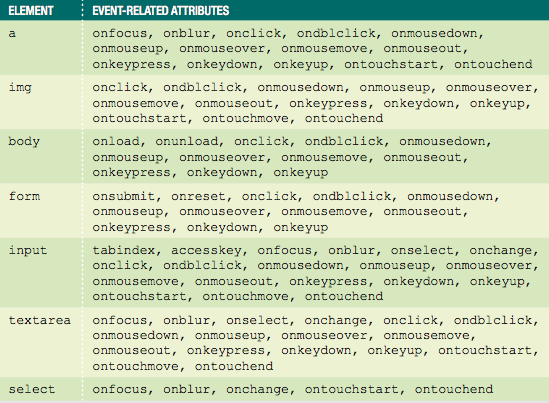 ELEMENT EVENT-RELATED ATTRIBUTES
a onfocus, onblur, onclick, ondblclick, onmousedown,
onmouseup, onmouseover, onmousemove, onmouseout,
onkeypress, onkeydown, onkeyup, ontouchstart, ontouchend
img onclick, ondblclick, onmousedown, onmouseup, onmouseover,
onmousemove, onmouseout, onkeypress, onkeydown, onkeyup,
ontouchstart, ontouchmove, ontouchend
body onload, onunload, onclick, ondblclick, onmousedown,
onmouseup, onmouseover, onmousemove, onmouseout,
onkeypress, onkeydown, onkeyup
form onsubmit, onreset, onclick, ondblclick, onmousedown,
onmouseup, onmouseover, onmousemove, onmouseout,
onkeypress, onkeydown, onkeyup
input tabindex, accesskey, onfocus, onblur, onselect, onchange,
onclick, ondblclick, onmousedown, onmouseup, onmouseover,
onmousemove, onmouseout, onkeypress, onkeydown, onkeyup,
ontouchstart, ontouchmove, ontouchend
textarea onfocus, onblur, onselect, onchange, onclick, ondblclick,
onmousedown, onmouseup, onmouseover, onmousemove,
onmouseout, onkeypress, onkeydown, onkeyup, ontouchstart,
ontouchmove, ontouchend
select onfocus, onblur, onchange, ontouchstart, ontouchend